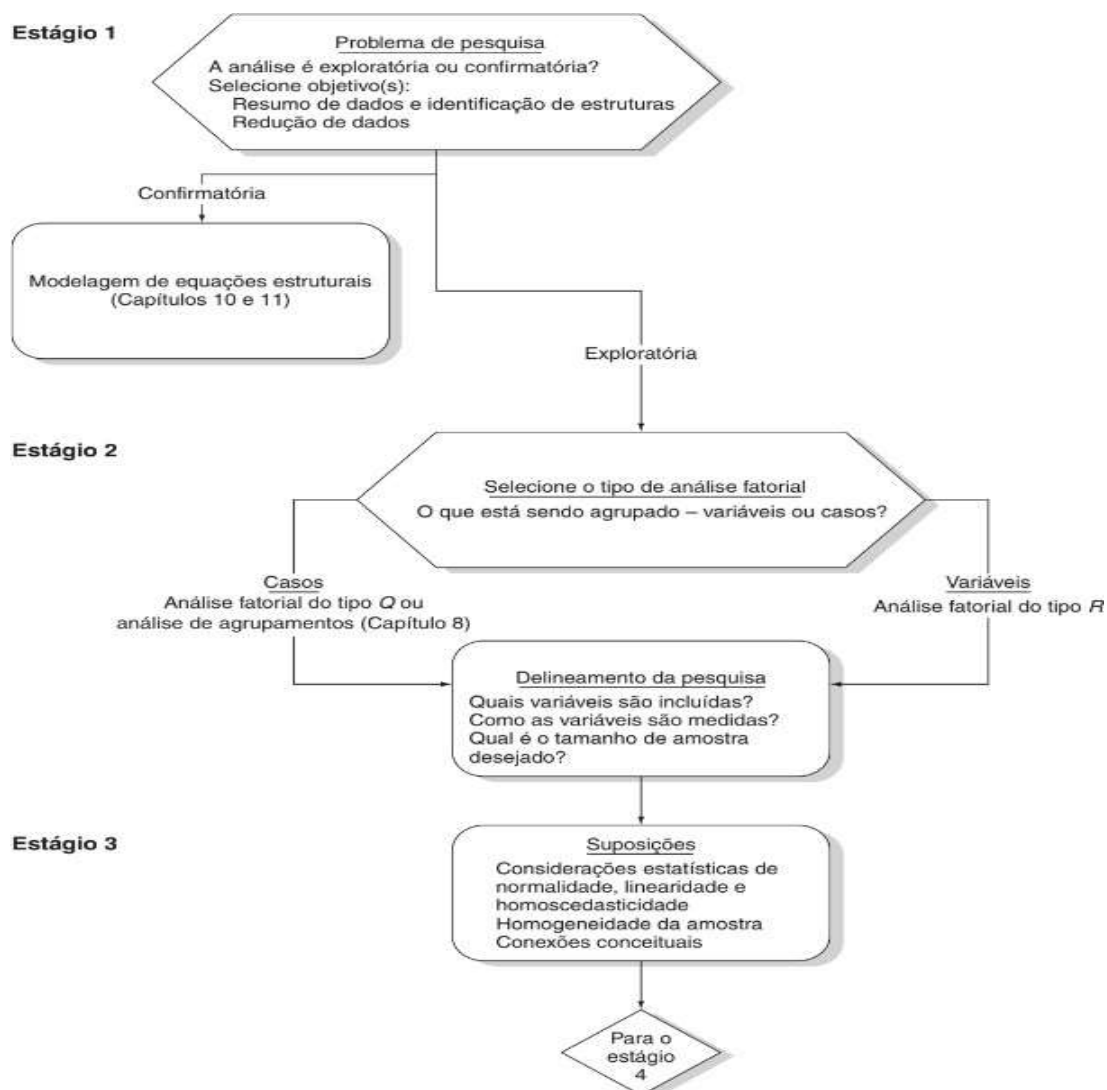 Estágio 1
Problema de pesquisa
A análise é exploratória ou confirmatória?
Selecione objetivo(s):
Resumo de dados e identificação de estruturas
Redução de dados
Confirmatória
Modelagem de equações estruturais
(Capítulos 10 e 11)
Exploratória
Estágio 2
Selecione o tipo de análise fatorial
O que está sendo agrupado – variáveis ou casos?
Casos
Análise fatorial do tipo Q ou
análise de agrupamentos (Capítulo 8)
Variáveis
Análise fatorial do tipo R
Delineamento da pesquisa
Quais variáveis são incluídas?
Como as variáveis são medidas?
Qual é o tamanho de amostra
desejado?
Estágio 3
Suposições
Considerações estatísticas de
normalidade, linearidade e
homoscedasticidade
Homogeneidade da amostra
Conexões conceituais
Para o
estágio
4